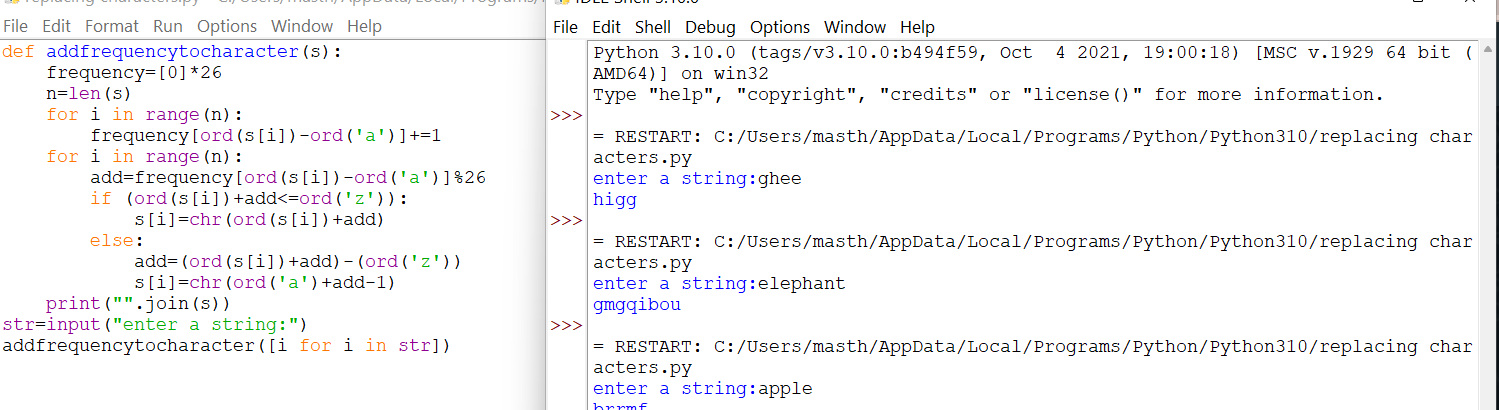 replacing characters.py - C:/Users/masth/AppData/Local/Programs/
File Edit Format Run Options Window Help
def addfrequencytocharacter(s):
    frequency=[0]*26
    n=len(s)
    for i in range(n):
        frequency[ord(s[i])-ord('a')]+=1
    for i in range(n):
        add=frequency[ord(s[i])-ord('a')]%26
        if (ord(s[i])+add<=ord('z')):
            s[i]=chr(ord(s[i])+add)
        else:
            add=(ord(s[i])+add)-(ord('z'))
            s[i]=chr(ord('a')+add-1)
    print("".join(s))
str=input("enter a string:")
addfrequencytocharacter([i for i in str])
IDLE Shell 3.10.0
File Edit Shell Debug Options Window Help
Python 3.10.0 (tags/v3.10.0:b494f59, Oct  4 2021, 19:00:18) [MSC v.1929 64 bit (
AMD64)] on win32
Type "help", "copyright", "credits" or "license()" for more information.
>>>
= RESTART: C:/Users/masth/AppData/Local/Programs/Python/Python310/replacing char
acters.py
enter a string:ghee
higg
>>>
= RESTART: C:/Users/masth/AppData/Local/Programs/Python/Python310/replacing char
acters.py
enter a string:elephant
gmgqibou
>>>
= RESTART: C:/Users/masth/AppData/Local/Programs/Python/Python310/replacing char
acters.py
enter a string:apple
brrmf